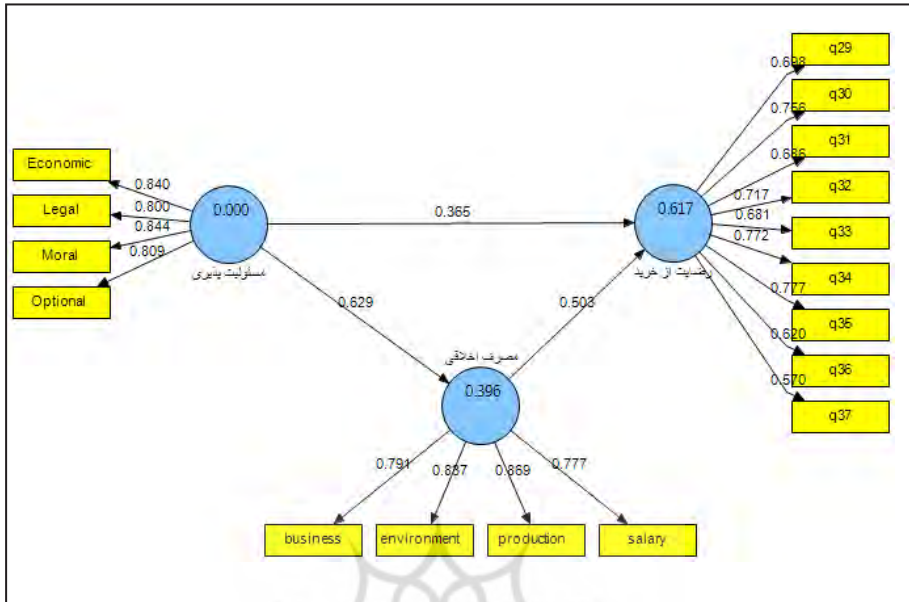 q29
0.698
q30
0.756
q31
0.686
Economic
0.840
Legal
0.800
0.000
0.365
0.617
0.717
q32
0.681
q33
Moral
0.844
0.772
مسئولیت پذیری
رضایت از خرید
q34
Optional
0.809
0.629
0.503
0.777
q35
0.620
q36
مصرف اخلاقی
0.396
0.570
q37
0.791
0.837
0.869
0.777
business
environment
production
salary